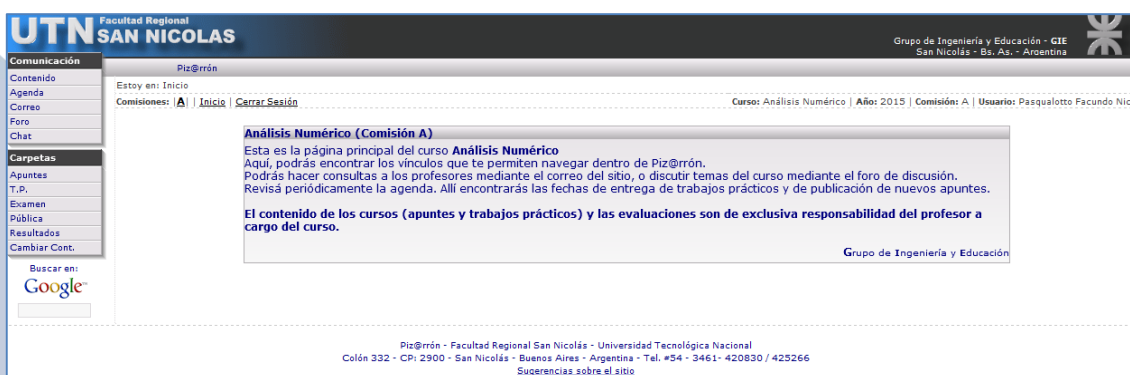 UTN Facultad Regional
SAN NICOLAS
Grupo de Ingeniería y Educación - GIE
San Nicolás - Bs. As. - Argentina
Piz@rrón
Comunicación
Contenido
Agenda
Correo
Foro
Chat
Carpetas
Apuntes
T.P.
Examen
Pública
Resultados
Cambiar Cont.
Buscar en:
Google™
Estoy en: Inicio
Comisiones: |A| | Inicio | Cerrar Sesión
Curso: Análisis Numérico | Año: 2015 | Comisión: A | Usuario: Pasqualotto Facundo Nic
Análisis Numérico (Comisión A)
Esta es la página principal del curso Análisis Numérico
Aquí, podrás encontrar los vínculos que te permiten navegar dentro de Piz@rrón.
Podrás hacer consultas a los profesores mediante el correo del sitio, o discutir temas del curso mediante el foro de discusión.
Revisá periódicamente la agenda. Allí encontrarás las fechas de entrega de trabajos prácticos y de publicación de nuevos apuntes.
El contenido de los cursos (apuntes y trabajos prácticos) y las evaluaciones son de exclusiva responsabilidad del profesor a
cargo del curso.
Grupo de Ingeniería y Educación
Piz@rrón - Facultad Regional San Nicolás - Universidad Tecnológica Nacional
Colón 332 - CP: 2900 - San Nicolás - Buenos Aires - Argentina - Tel. #54 - 3461- 420830 / 425266
Sugerencias sobre el sitio